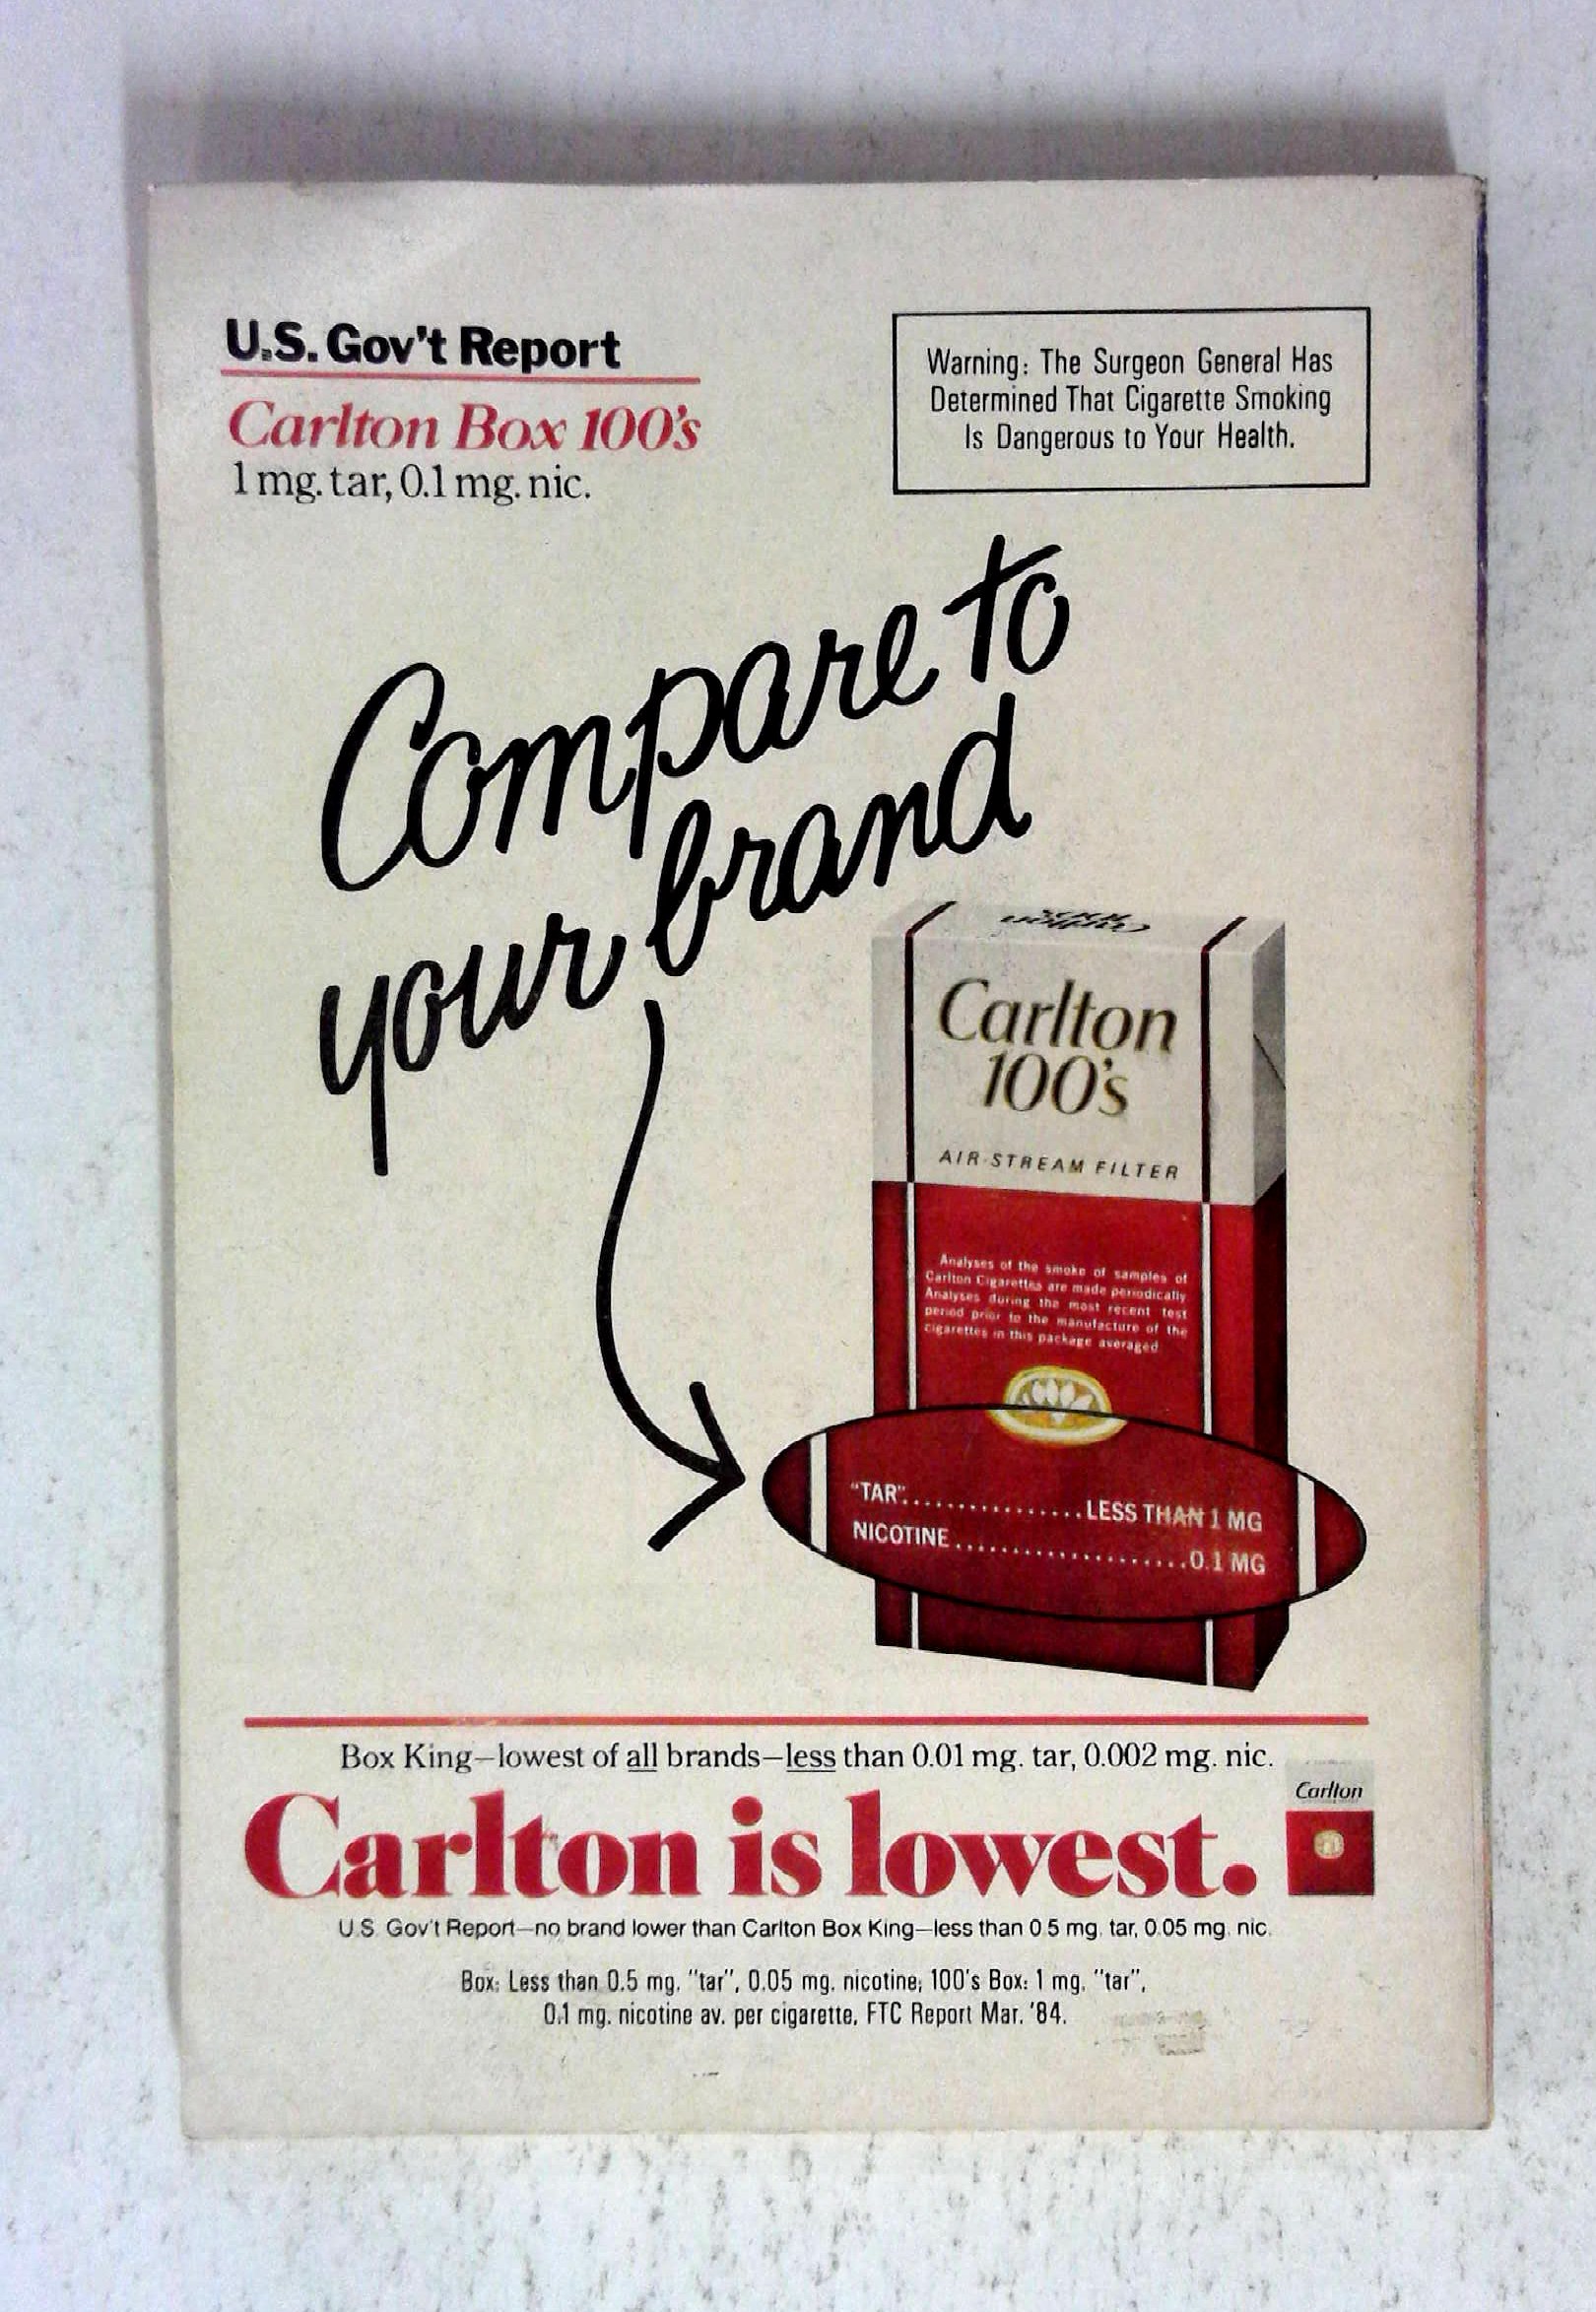 U.S. Gov't Report
Carlton Box 100's
1 mg. tar, 0.1 mg. nic.
Warning: The Surgeon General Has
Determined That Cigarette Smoking
Is Dangerous to Your Health.
Compare to
your brand
Carlton
100's
AIR-STREAM FILTER
Analyses of the smoke of samples of
Carlton Cigarettes are made periodically
Analyses during the most recent test
period prior to the manufacture of the
cigarettes in this package averaged
"TAR"................LESS THAN 1 MG
NICOTINE.....................0.1 MG
Box King—lowest of all brands—less than 0.01 mg. tar, 0.002 mg. nic.
Carlton is lowest.
Carlton
U.S. Gov't Report—no brand lower than Carlton Box King—less than 0.5 mg. tar, 0.05 mg. nic.
Box: Less than 0.5 mg. "tar", 0.05 mg. nicotine; 100's Box: 1 mg. "tar",
0.1 mg. nicotine av. per cigarette, FTC Report Mar. '84.